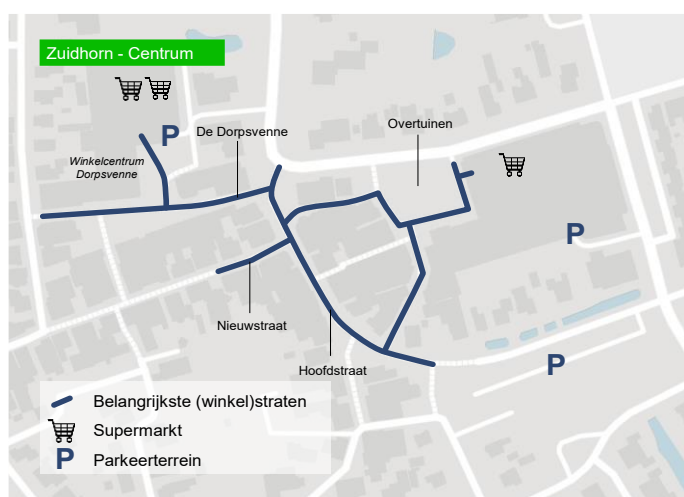 Zuidhorn - Centrum
De Dorpsvenne
Overtuinen
P
Winkelcentrum
Dorpsvenne
P
Nieuwstraat
Hoofdstraat
P
Belangrijkste (winkel)straten
Supermarkt
P Parkeerterrein